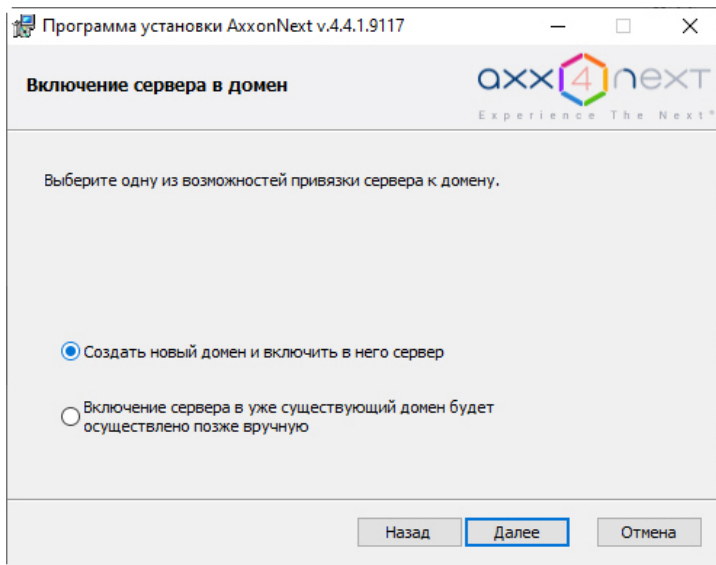 Программа установки AxxonNext v.4.4.1.9117
Включение сервера в домен
axx4next
Experience The Next®
Выберите одну из возможностей привязки сервера к домену.
Создать новый домен и включить в него сервер
Включение сервера в уже существующий домен будет
осуществлено позже вручную
Назад
Далее
Отмена